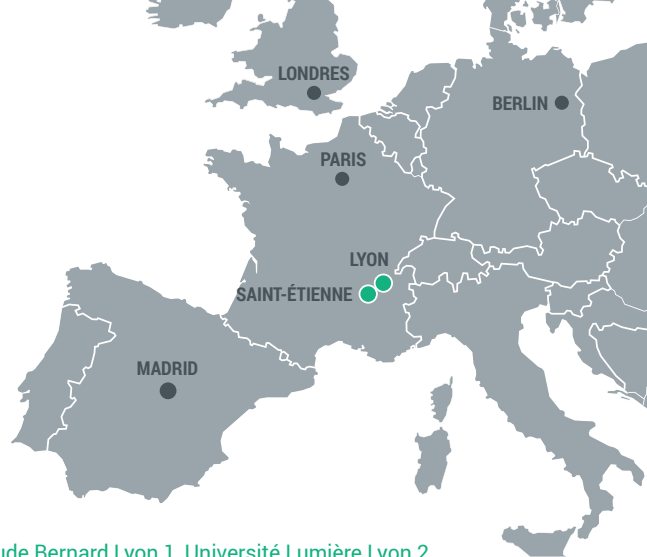 LONDRES
BERLIN
PARIS
LYON
SAINT-ÉTIENNE
MADRID
ude Bernard Lyon 1, Université Lumière Lyon 2